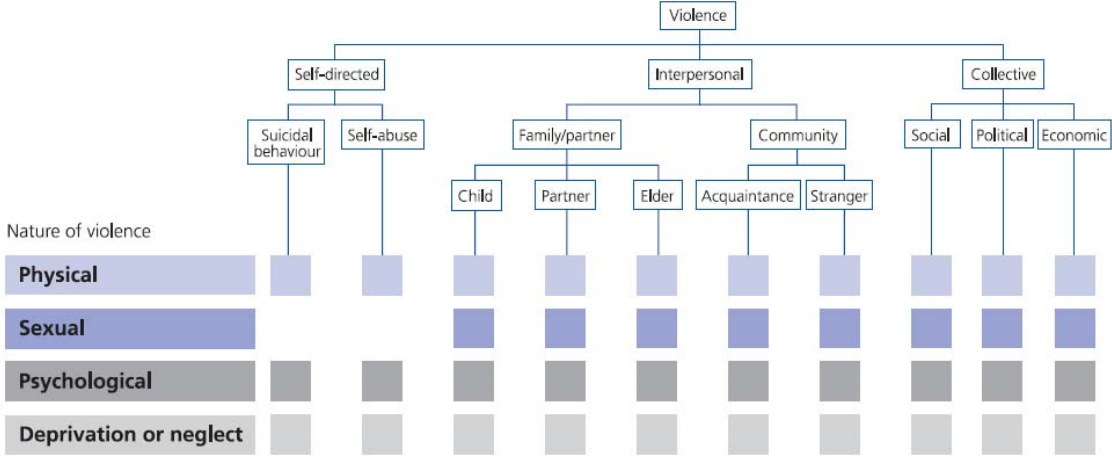 Violence
Self-directed
Interpersonal
Collective
Suicidal
behaviour
Self-abuse
Family/partner
Community
Social
Political
Economic
Child
Partner
Elder
Acquaintance
Stranger
Nature of violence
Physical
Sexual
Psychological
Deprivation or neglect